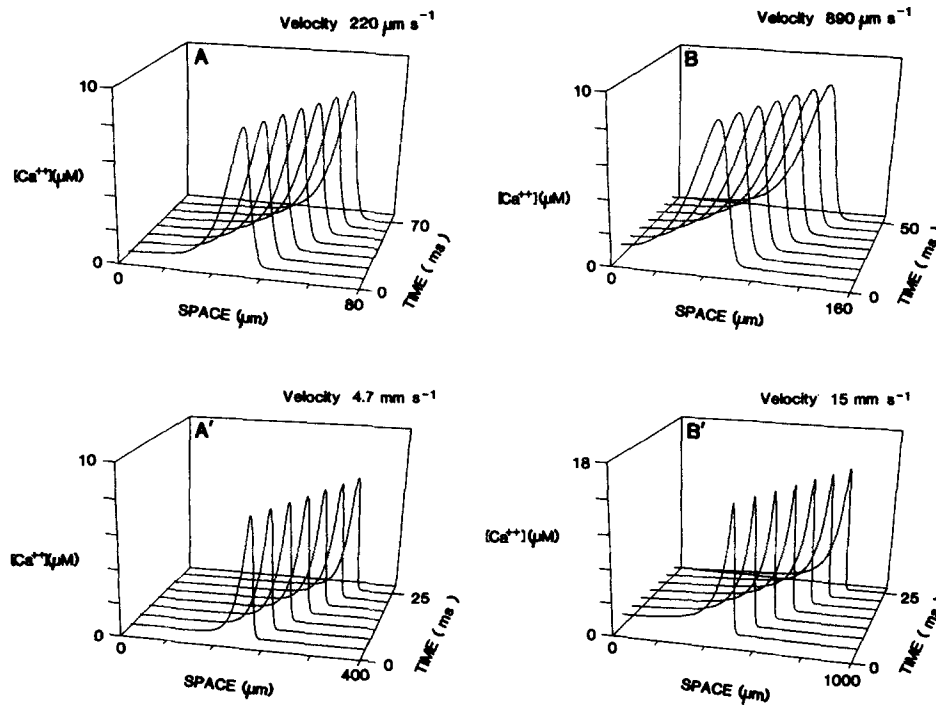 Velocity 220 μm s⁻¹
A
10
[Ca⁺⁺](μM)
0
0
SPACE (μm)
80
0
TIME (ms)
70
Velocity 890 μm s⁻¹
B
10
[Ca⁺⁺](μM)
0
0
SPACE (μm)
160
0
TIME (ms)
50
Velocity 4.7 mm s⁻¹
A'
10
[Ca⁺⁺](μM)
0
0
SPACE (μm)
400
0
TIME (ms)
25
Velocity 15 mm s⁻¹
B'
18
[Ca⁺⁺](μM)
0
0
SPACE (μm)
1000
0
TIME (ms)
25